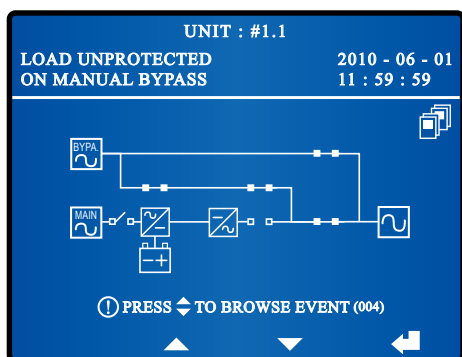 UNIT : #1.1
LOAD UNPROTECTED
2010 - 06 - 01
ON MANUAL BYPASS
11 : 59 : 59
BYPA.
MAIN
! PRESS TO BROWSE EVENT (004)